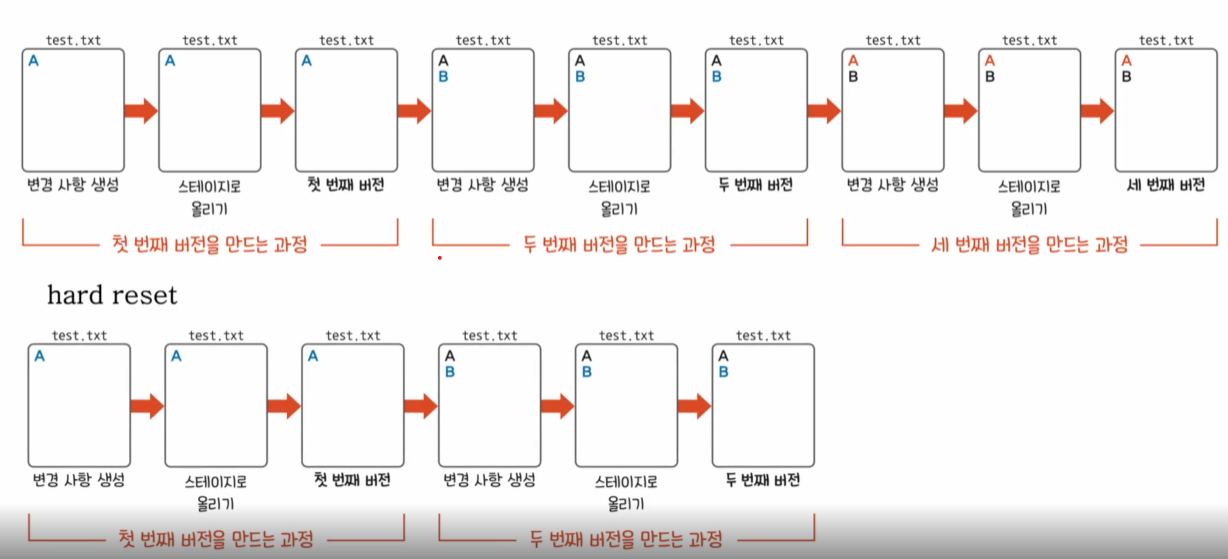 test.txt test.txt test.txt test.txt test.txt test.txt test.txt test.txt test.txt
A A A A A A A A A
B B B B B B
변경 사항 생성 스테이지로 첫 번째 버전 변경 사항 생성 스테이지로 두 번째 버전 변경 사항 생성 스테이지로 세 번째 버전
올리기 올리기 올리기
첫 번째 버전을 만드는 과정 두 번째 버전을 만드는 과정 세 번째 버전을 만드는 과정
hard reset
test.txt test.txt test.txt test.txt test.txt test.txt
A A A A A A
B B B
변경 사항 생성 스테이지로 첫 번째 버전 변경 사항 생성 스테이지로 두 번째 버전
올리기 올리기
첫 번째 버전을 만드는 과정 두 번째 버전을 만드는 과정